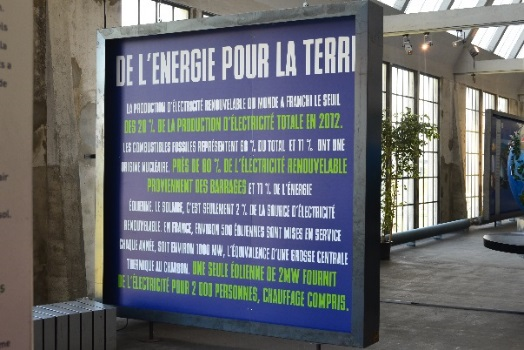 DE L'ENERGIE POUR LA TERRE
LA PRODUCTION D'ÉLECTRICITÉ RENOUVELABLE DU MONDE A FRANCHI LE SEUIL
DES 20 % DE LA PRODUCTION D'ÉLECTRICITÉ TOTALE EN 2012.
LES COMBUSTIBLES FOSSILES REPRÉSENTENT 68 % DU TOTAL ET 11 % ONT UNE
ORIGINE NUCLÉAIRE. PRÈS DE 80 % DE L'ÉLECTRICITÉ RENOUVELABLE
PROVIENNENT DES BARRAGES ET 11 % DE L'ÉNERGIE
ÉOLIENNE. LE SOLAIRE, C'EST SEULEMENT 2 % DE LA SOURCE D'ÉLECTRICITÉ
RENOUVELABLE. EN FRANCE, ENVIRON 500 ÉOLIENNES SONT MISES EN SERVICE
CHAQUE ANNÉE, SOIT ENVIRON 1000 MW, L'ÉQUIVALENCE D'UNE GROSSE CENTRALE
THERMIQUE AU CHARBON. UNE SEULE ÉOLIENNE DE 2MW FOURNIT
DE L'ÉLECTRICITÉ POUR 2 000 PERSONNES, CHAUFFAGE COMPRIS.